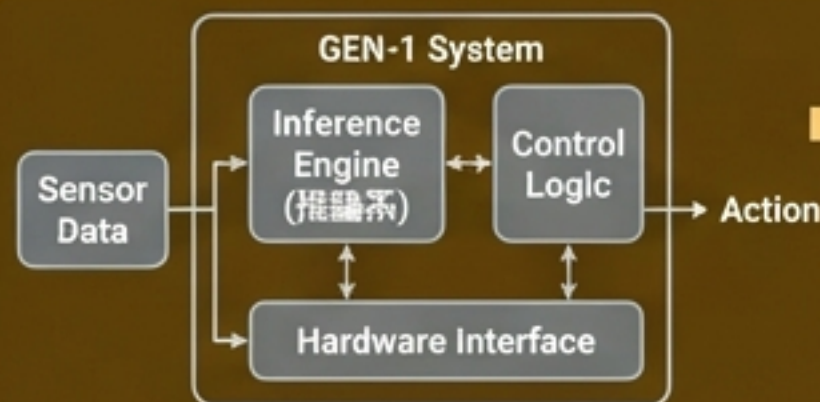 GEN-1 System
Sensor
Data
Inference
Engine
Control
Logic
Action
Hardware Interface